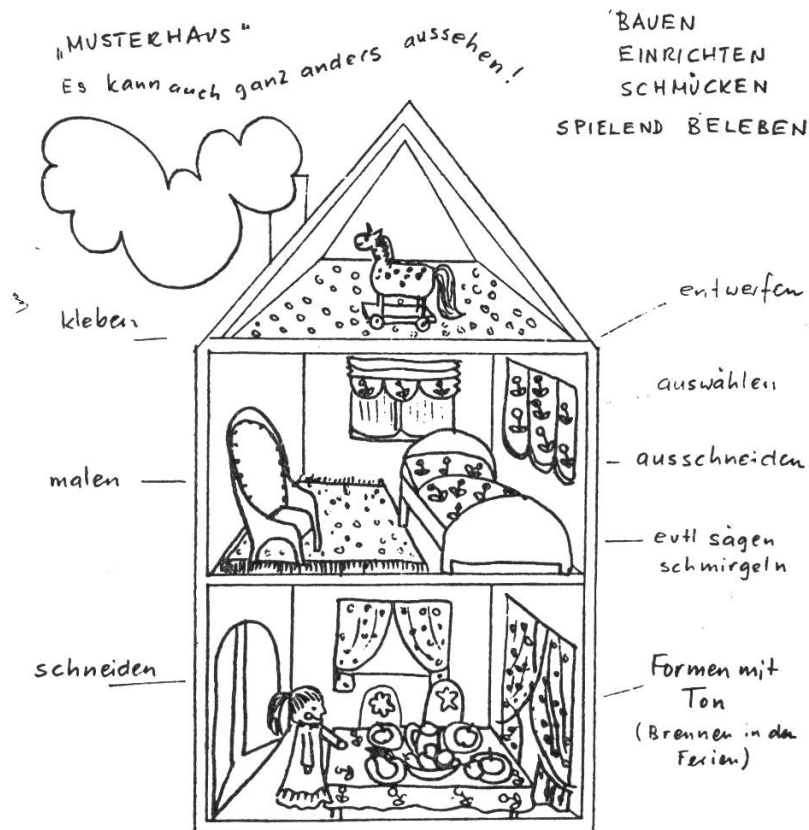 „MUSTERHAUS"
Es kann auch ganz anders aussehen!
BAUEN
EINRICHTEN
SCHMÜCKEN
SPIELEND BELEBEN
kleben
malen
schneiden
entwerfen
auswählen
ausschneiden
evtl sägen
schmirgeln
Formen mit
Ton
(Brennen in den
Ferien)